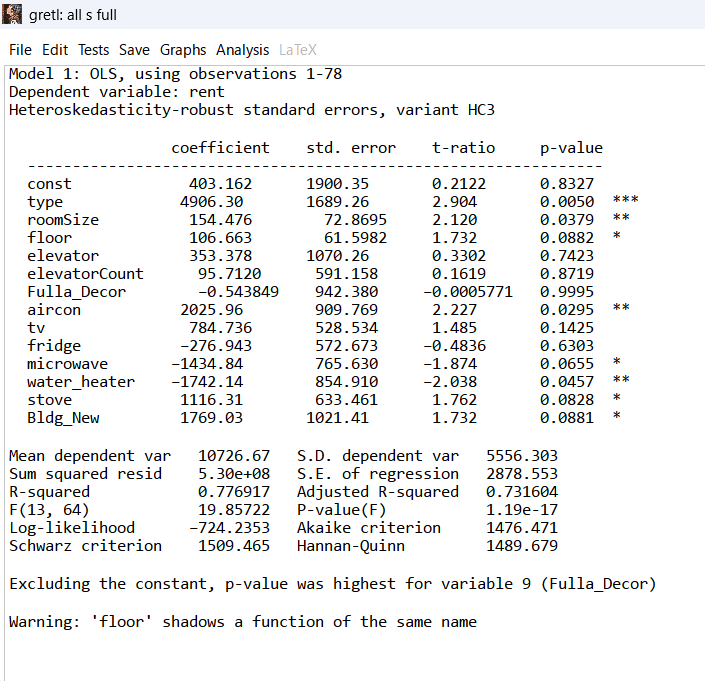 gretl: all s full
File Edit Tests Save Graphs Analysis LaTeX
Model 1: OLS, using observations 1-78
Dependent variable: rent
Heteroskedasticity-robust standard errors, variant HC3
coefficient std. error t-ratio p-value
---------------------------------------------------------------
const 403.162 1900.35 0.2122 0.8327
type 4906.30 1689.26 2.904 0.0050 ***
roomSize 154.476 72.8695 2.120 0.0379 **
floor 106.663 61.5982 1.732 0.0882 *
elevator 353.378 1070.26 0.3302 0.7423
elevatorCount 95.7120 591.158 0.1619 0.8719
Fulla_Decor −0.543849 942.380 −0.0005771 0.9995
aircon 2025.96 909.769 2.227 0.0295 **
tv 784.736 528.534 1.485 0.1425
fridge −276.943 572.673 −0.4836 0.6303
microwave −1434.84 765.630 −1.874 0.0655 *
water_heater −1742.14 854.910 −2.038 0.0457 **
stove 1116.31 633.461 1.762 0.0828 *
Bldg_New 1769.03 1021.41 1.732 0.0881 *
Mean dependent var 10726.67 S.D. dependent var 5556.303
Sum squared resid 5.30e+08 S.E. of regression 2878.553
R-squared 0.776917 Adjusted R-squared 0.731604
F(13, 64) 19.85722 P-value(F) 1.19e-17
Log-likelihood −724.2353 Akaike criterion 1476.471
Schwarz criterion 1509.465 Hannan-Quinn 1489.679
Excluding the constant, p-value was highest for variable 9 (Fulla_Decor)
Warning: 'floor' shadows a function of the same name